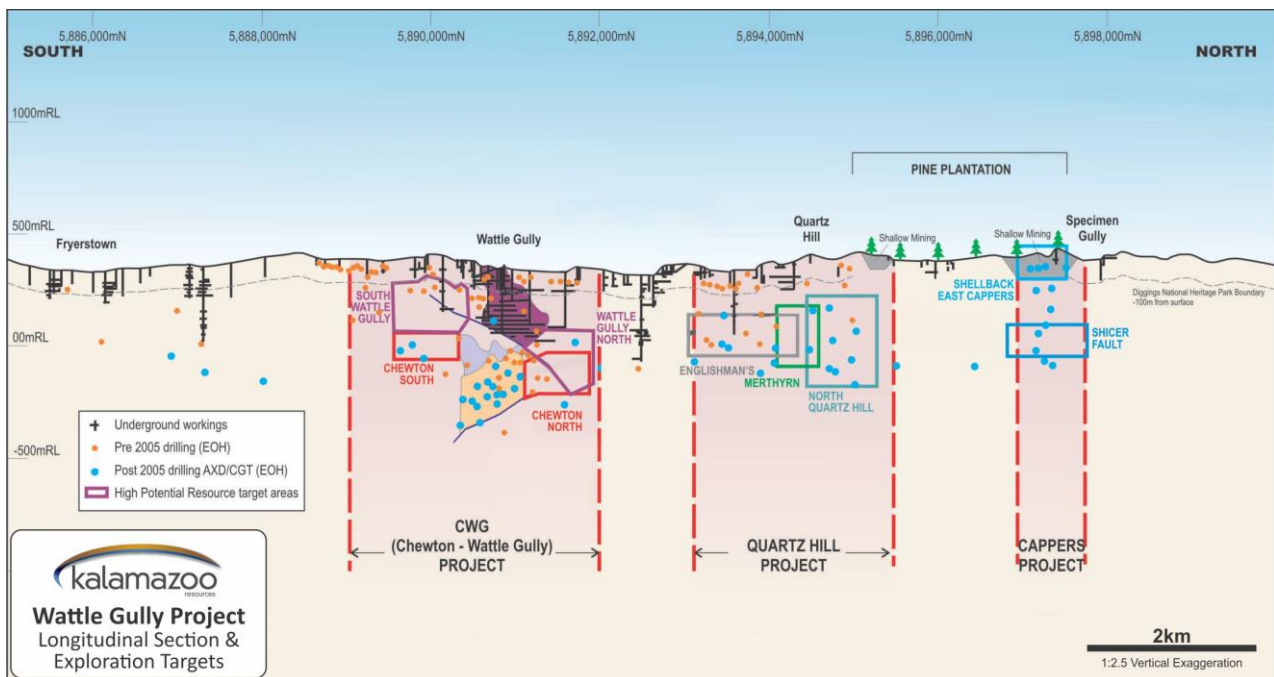 5,886,000mN
5,888,000mN
5,890,000mN
5,892,000mN
5,894,000mN
5,896,000mN
5,898,000mN
SOUTH
NORTH
1000mRL
PINE PLANTATION
500mRL
Fryerstown
Wattle Gully
Quartz
Hill
Shallow Mining
Shallow Mining
Specimen
Gully
SOUTH
WATTLE
GULLY
WATTLE
GULLY
NORTH
SHELLBACK
EAST CAPPERS
Diggings National Heritage Park Boundary
-100m from surface
00mRL
SHICER
FAULT
CHEWTON
SOUTH
ENGLISHMAN'S
MERTHYRN
NORTH
QUARTZ HILL
CHEWTON
NORTH
-500mRL
Underground workings
Pre 2005 drilling (EOH)
Post 2005 drilling AXD/CGT (EOH)
High Potential Resource target areas
CWG
(Chewton - Wattle Gully)
PROJECT
QUARTZ HILL
PROJECT
CAPPERS
PROJECT
kalamazoo
resources
Wattle Gully Project
Longitudinal Section &
Exploration Targets
2km
1:2.5 Vertical Exaggeration